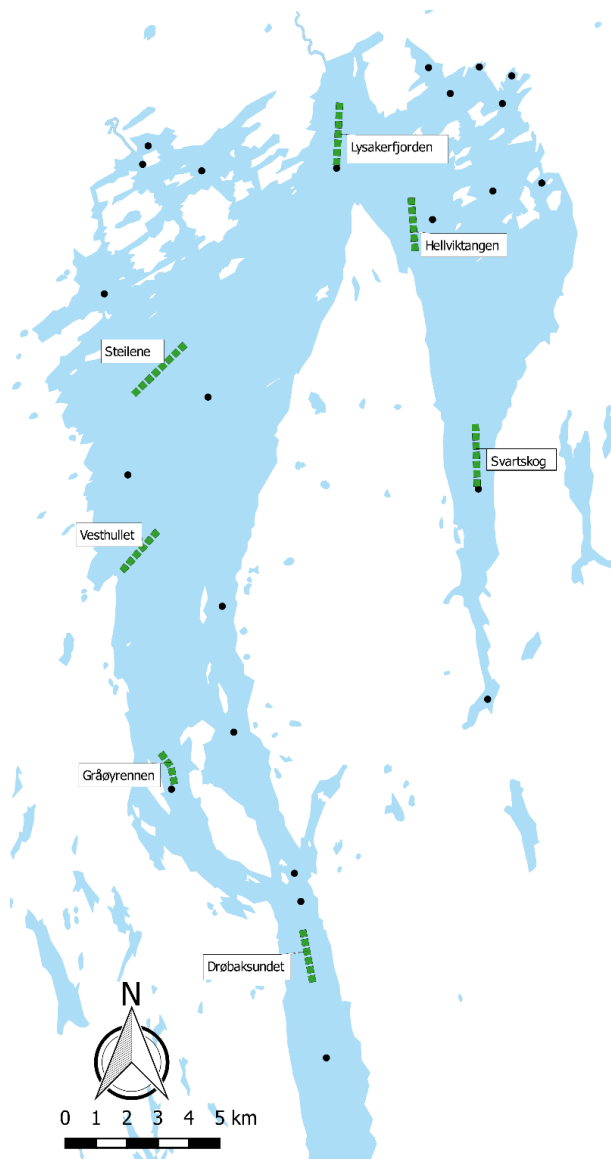 Lysakerfjorden
Hellviktangen
Steilene
Svartskog
Vesthullet
Gråøyrennen
Drøbaksundet
N
0 1 2 3 4 5 km